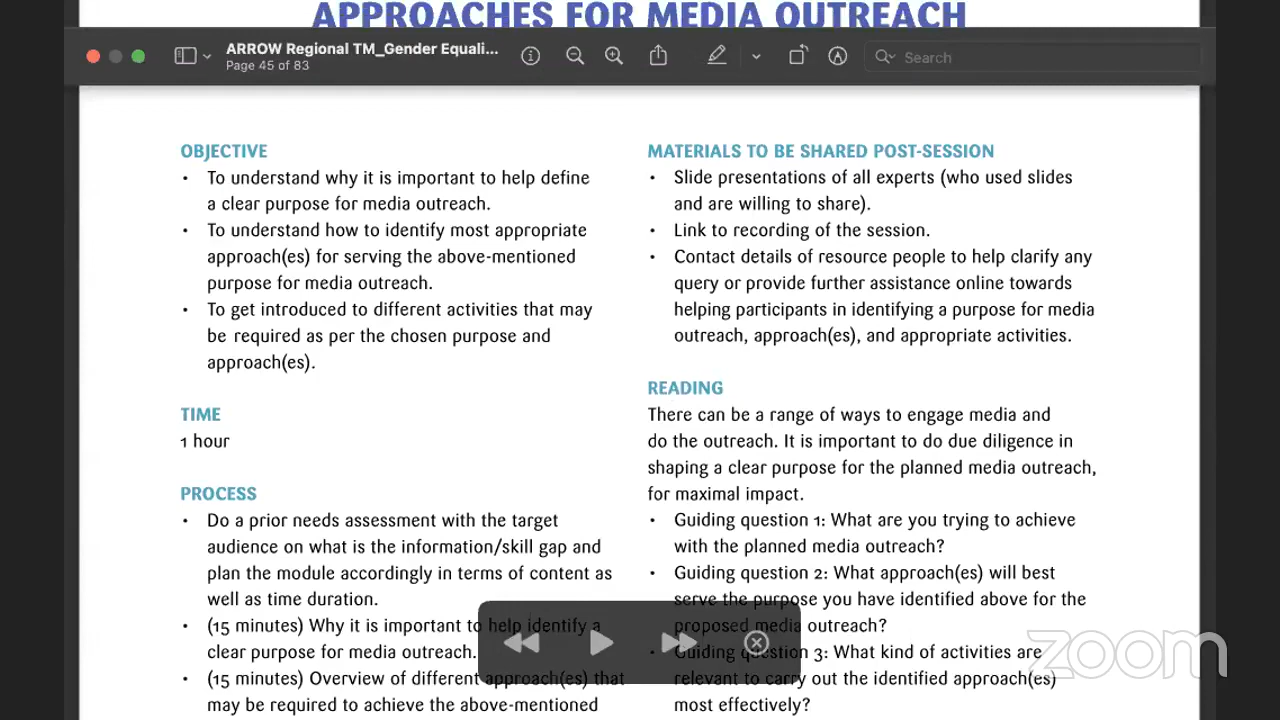 APPROACHES FOR MEDIA OUTREACH
ARROW Regional TM_Gender Equali...
Page 45 of 83
Search
OBJECTIVE
• To understand why it is important to help define
a clear purpose for media outreach.
• To understand how to identify most appropriate
approach(es) for serving the above-mentioned
purpose for media outreach.
• To get introduced to different activities that may
be required as per the chosen purpose and
approach(es).
TIME
1 hour
PROCESS
• Do a prior needs assessment with the target
audience on what is the information/skill gap and
plan the module accordingly in terms of content as
well as time duration.
• (15 minutes) Why it is important to help identify a
clear purpose for media outreach.
• (15 minutes) Overview of different approach(es) that
may be required to achieve the above-mentioned
MATERIALS TO BE SHARED POST-SESSION
• Slide presentations of all experts (who used slides
and are willing to share).
• Link to recording of the session.
• Contact details of resource people to help clarify any
query or provide further assistance online towards
helping participants in identifying a purpose for media
outreach, approach(es), and appropriate activities.
READING
There can be a range of ways to engage media and
do the outreach. It is important to do due diligence in
shaping a clear purpose for the planned media outreach,
for maximal impact.
• Guiding question 1: What are you trying to achieve
with the planned media outreach?
• Guiding question 2: What approach(es) will best
serve the purpose you have identified above for the
proposed media outreach?
• Guiding question 3: What kind of activities are
relevant to carry out the identified approach(es)
most effectively?
zoom